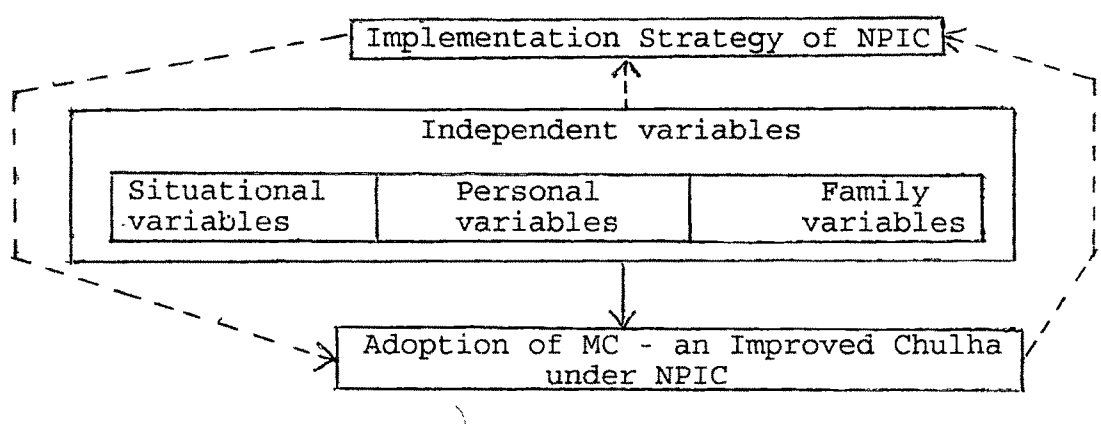 Implementation Strategy of NPIC
Independent variables
Situational variables
Personal variables
Family variables
Adoption of MC - an Improved Chulha
under NPIC